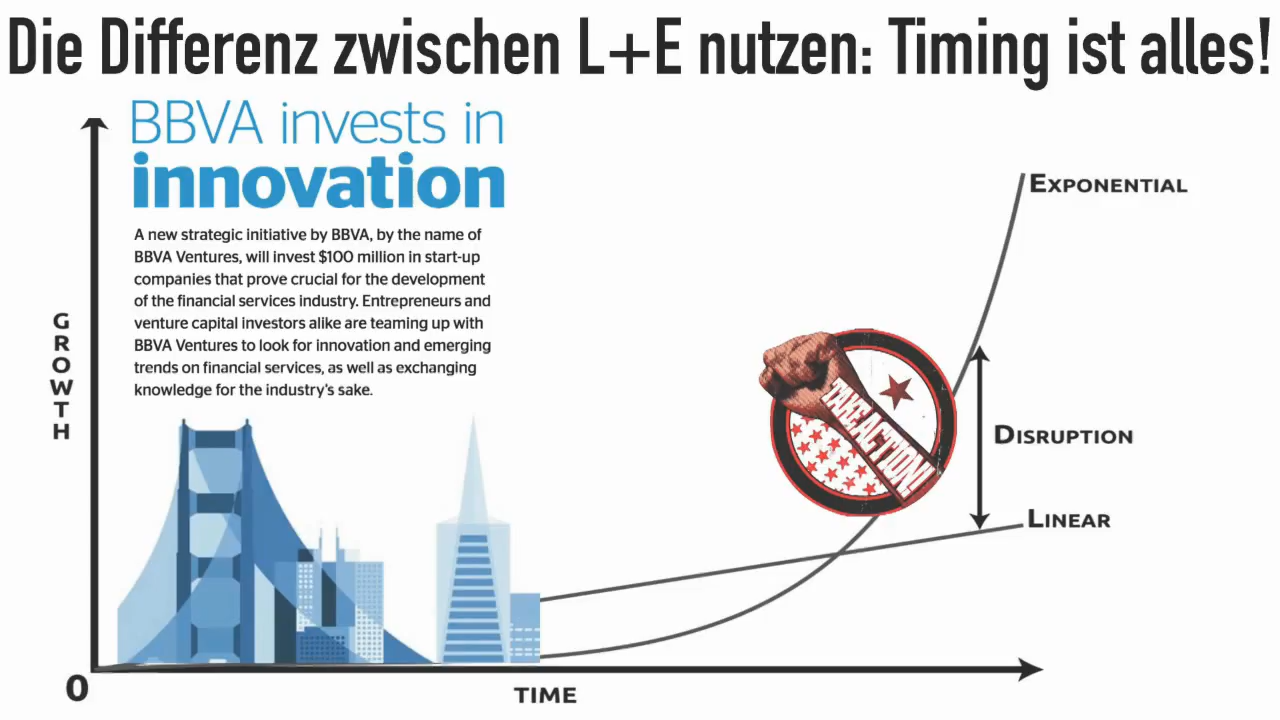 Die Differenz zwischen L+E nutzen: Timing ist alles!
BBVA invests in
innovation
A new strategic initiative by BBVA, by the name of
BBVA Ventures, will invest $100 million in start-up
companies that prove crucial for the development
of the financial services industry. Entrepreneurs and
venture capital investors alike are teaming up with
BBVA Ventures to look for innovation and emerging
trends on financial services, as well as exchanging
knowledge for the industry's sake.
EXPONENTIAL
GROWTH
TAKE ACTION!
DISRUPTION
LINEAR
0
TIME